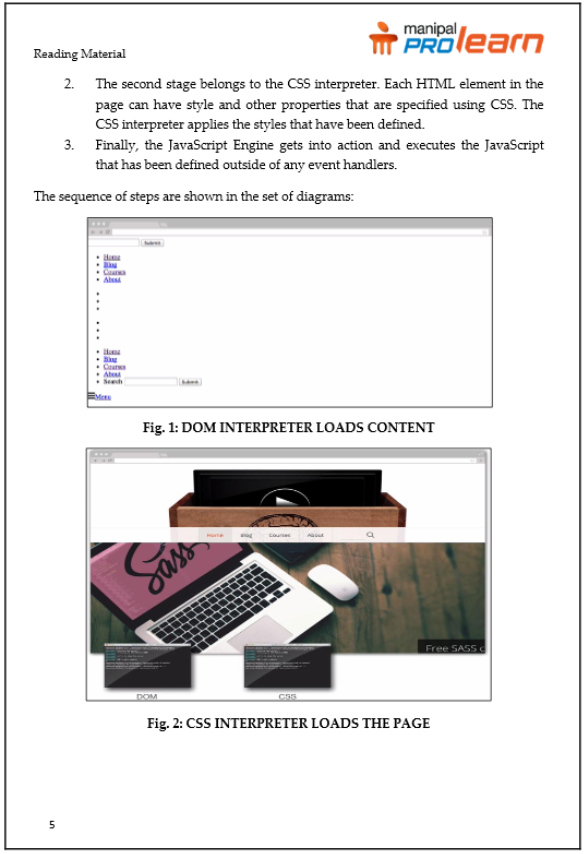 manipal
PROlearn
Reading Material
2. The second stage belongs to the CSS interpreter. Each HTML element in the
page can have style and other properties that are specified using CSS. The
CSS interpreter applies the styles that have been defined.
3. Finally, the JavaScript Engine gets into action and executes the JavaScript
that has been defined outside of any event handlers.
The sequence of steps are shown in the set of diagrams:
Submit
Home
Blog
Courses
About
Home
Blog
Courses
About
Search Submit
Menu
Fig. 1: DOM INTERPRETER LOADS CONTENT
Home Blog Courses About
Sass
Free SASS c
DOM CSS
Fig. 2: CSS INTERPRETER LOADS THE PAGE
5